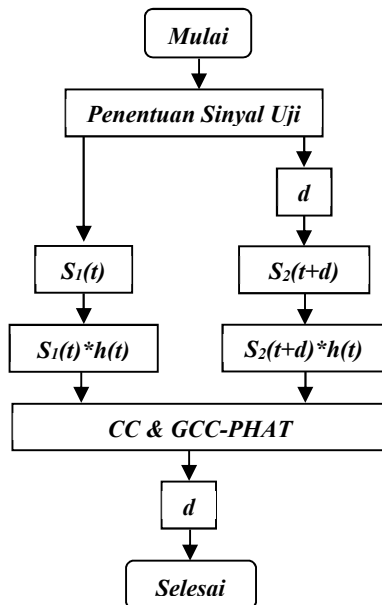 Mulai
Penentuan Sinyal Uji
d
S₁(t)
S₂(t+d)
S₁(t)*h(t)
S₂(t+d)*h(t)
CC & GCC-PHAT
d
Selesai